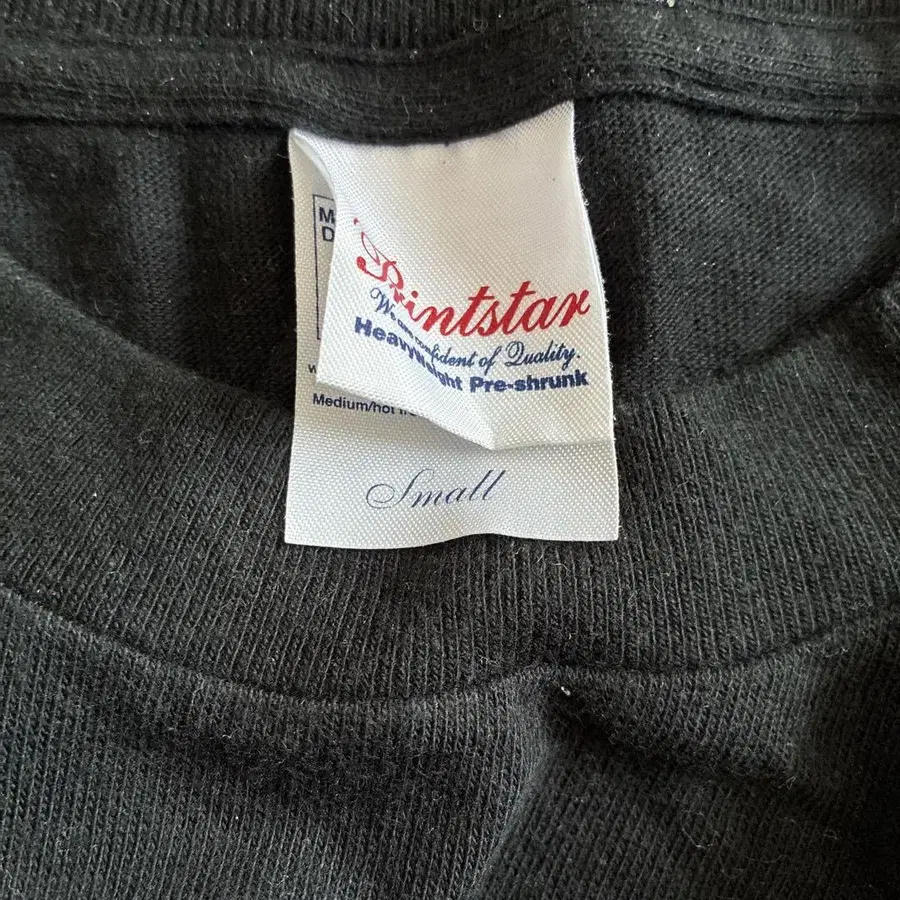 Printstar
We are confident of Quality.
Heavyweight Pre-shrunk
Medium/hot
Small